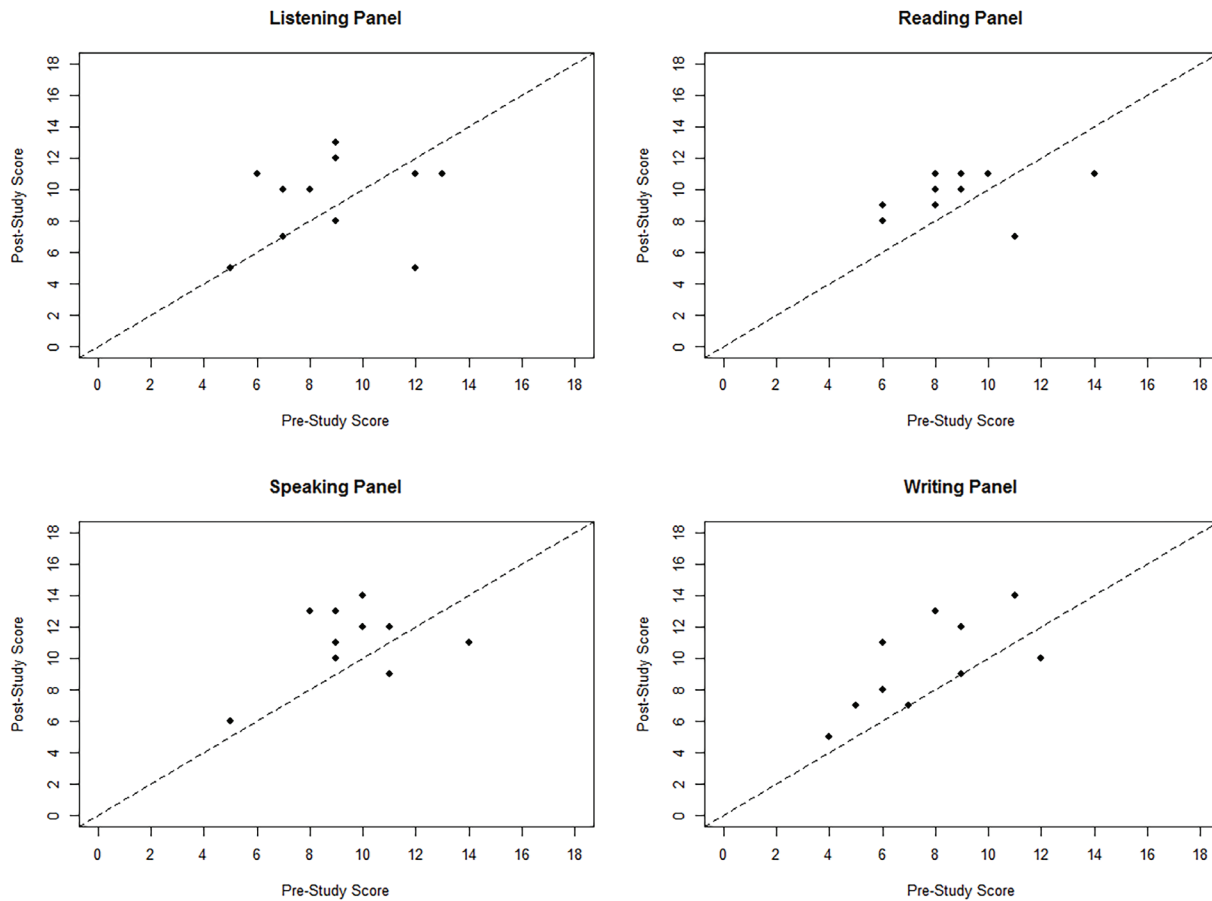 Listening Panel
Post-Study Score
18
16
14
12
10
8
6
4
2
0
0 2 4 6 8 10 12 14 16 18
Pre-Study Score
Reading Panel
Post-Study Score
18
16
14
12
10
8
6
4
2
0
0 2 4 6 8 10 12 14 16 18
Pre-Study Score
Speaking Panel
Post-Study Score
18
16
14
12
10
8
6
4
2
0
0 2 4 6 8 10 12 14 16 18
Pre-Study Score
Writing Panel
Post-Study Score
18
16
14
12
10
8
6
4
2
0
0 2 4 6 8 10 12 14 16 18
Pre-Study Score